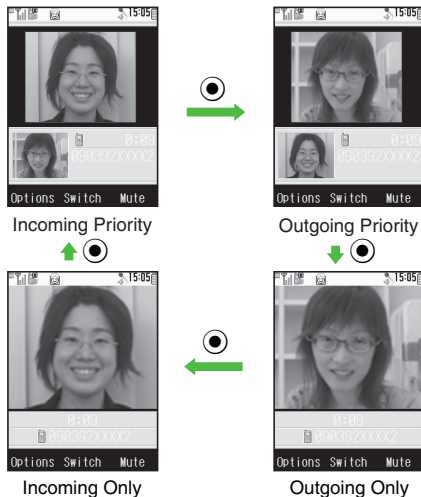 15:05
15:05
0:09
090392XXXX2
0:09
090392XXXX2
Options Switch Mute
Options Switch Mute
Incoming Priority
Outgoing Priority
15:05
15:05
0:09
090392XXXX2
0:09
090392XXXX2
Options Switch Mute
Options Switch Mute
Incoming Only
Outgoing Only